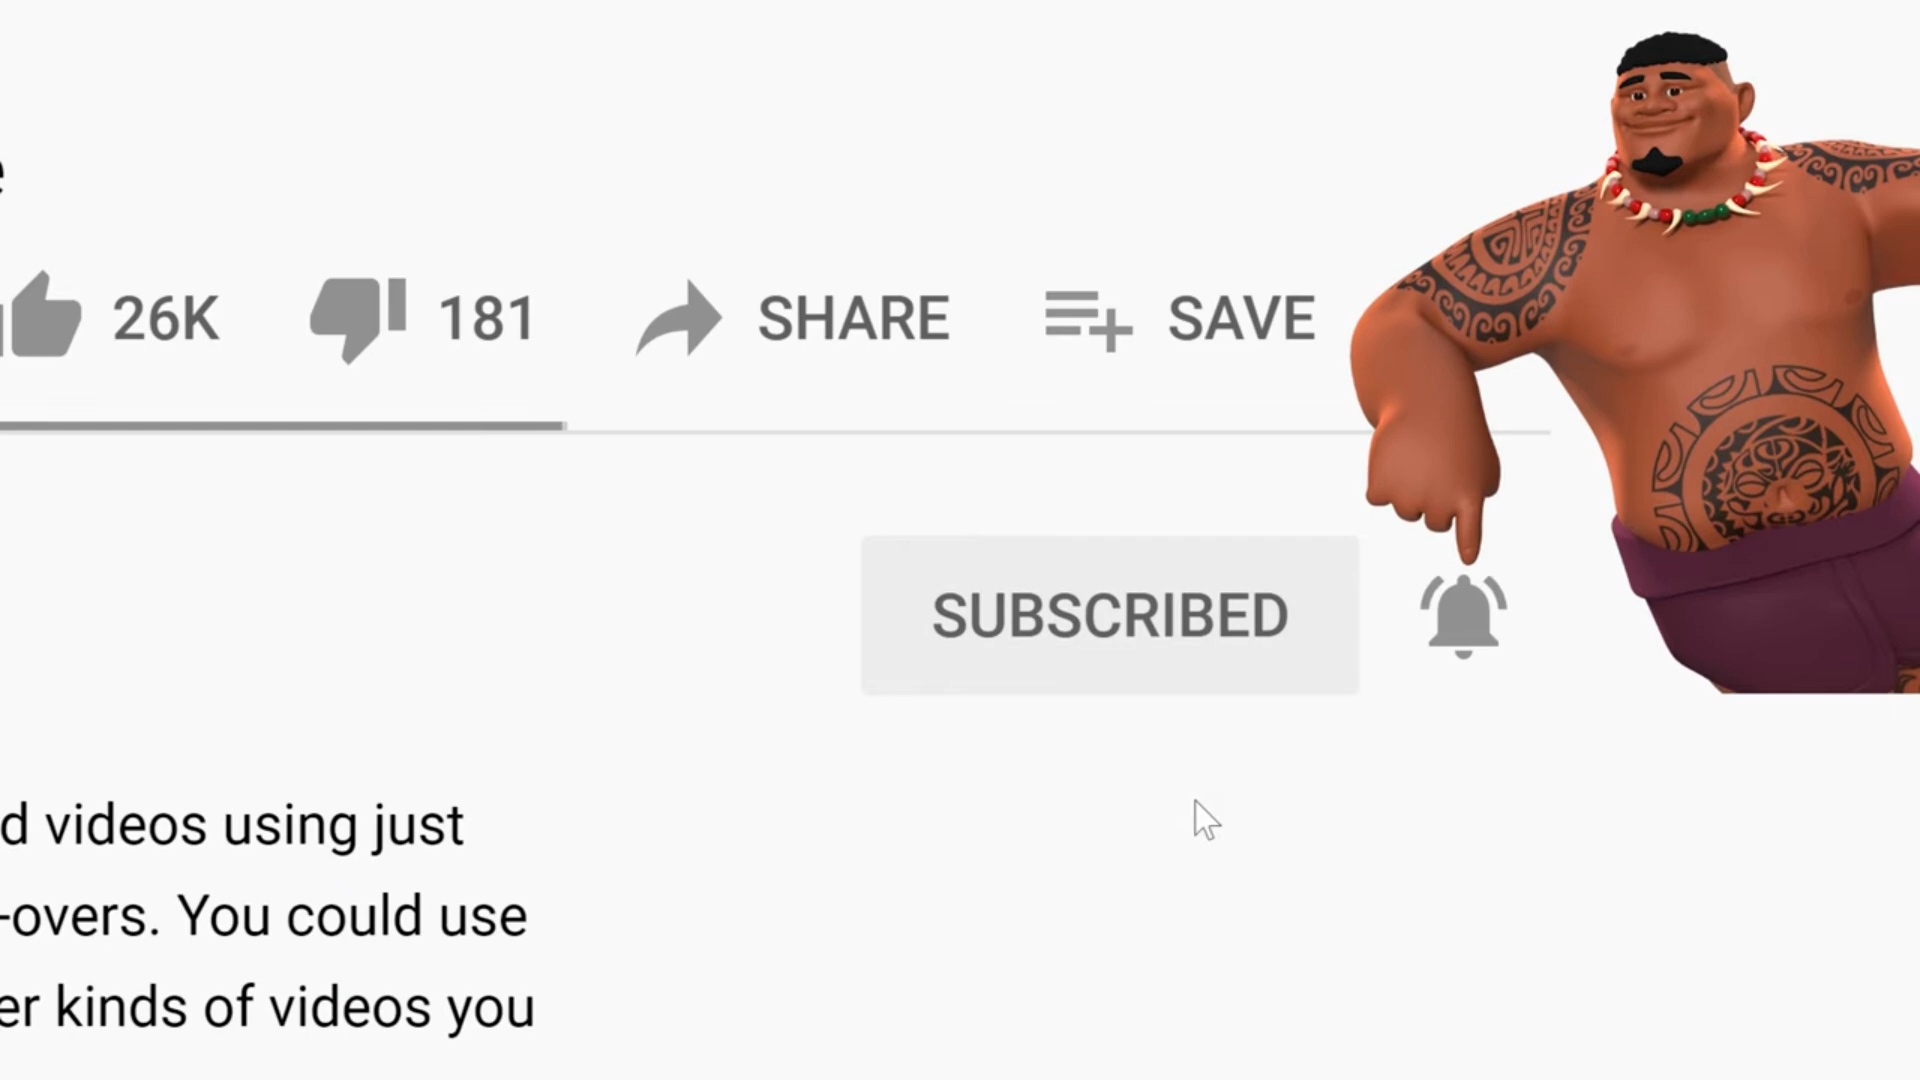 e
26K 181 SHARE SAVE
SUBSCRIBED
d videos using just
-overs. You could use
er kinds of videos you